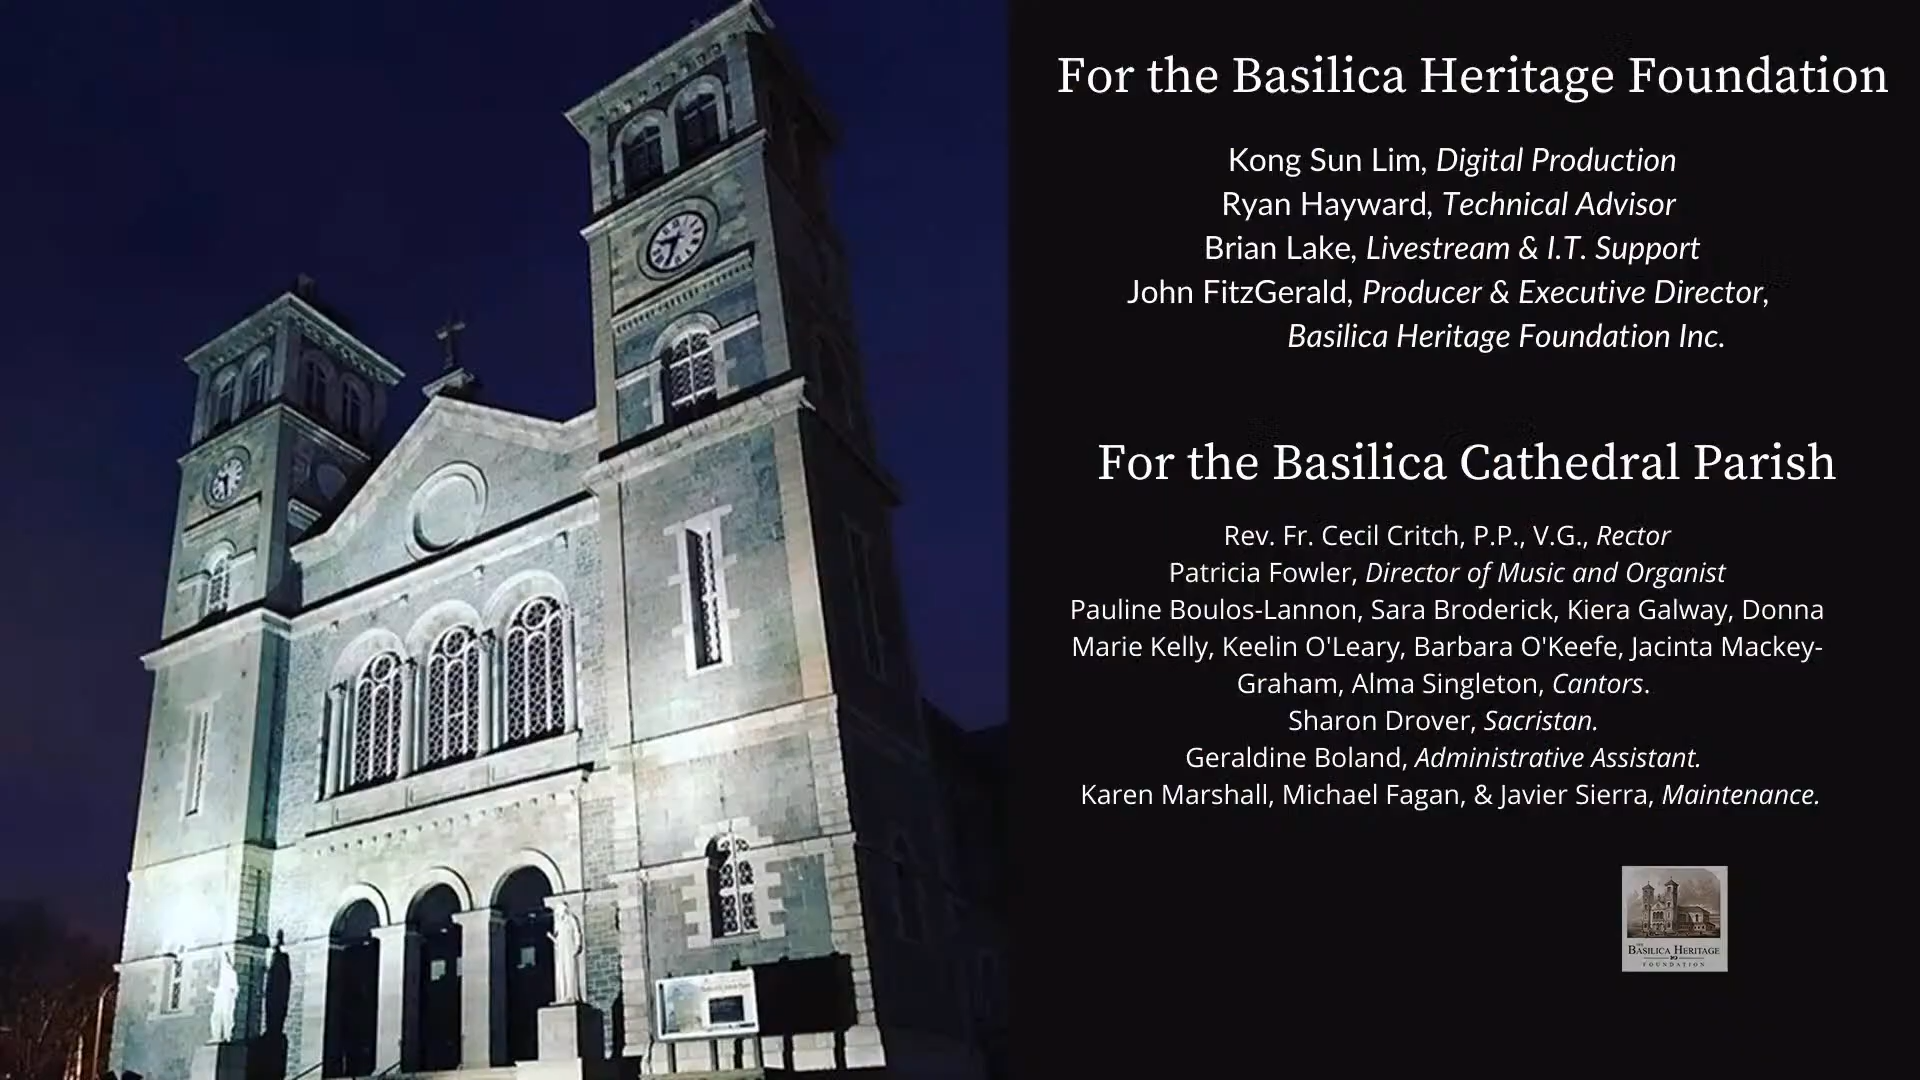 For the Basilica Heritage Foundation
Kong Sun Lim, Digital Production
Ryan Hayward, Technical Advisor
Brian Lake, Livestream & I.T. Support
John FitzGerald, Producer & Executive Director,
Basilica Heritage Foundation Inc.
For the Basilica Cathedral Parish
Rev. Fr. Cecil Critch, P.P., V.G., Rector
Patricia Fowler, Director of Music and Organist
Pauline Boulos-Lannon, Sara Broderick, Kiera Galway, Donna
Marie Kelly, Keelin O'Leary, Barbara O'Keefe, Jacinta Mackey-
Graham, Alma Singleton, Cantors.
Sharon Drover, Sacristan.
Geraldine Boland, Administrative Assistant.
Karen Marshall, Michael Fagan, & Javier Sierra, Maintenance.
BASILICA HERITAGE
FOUNDATION